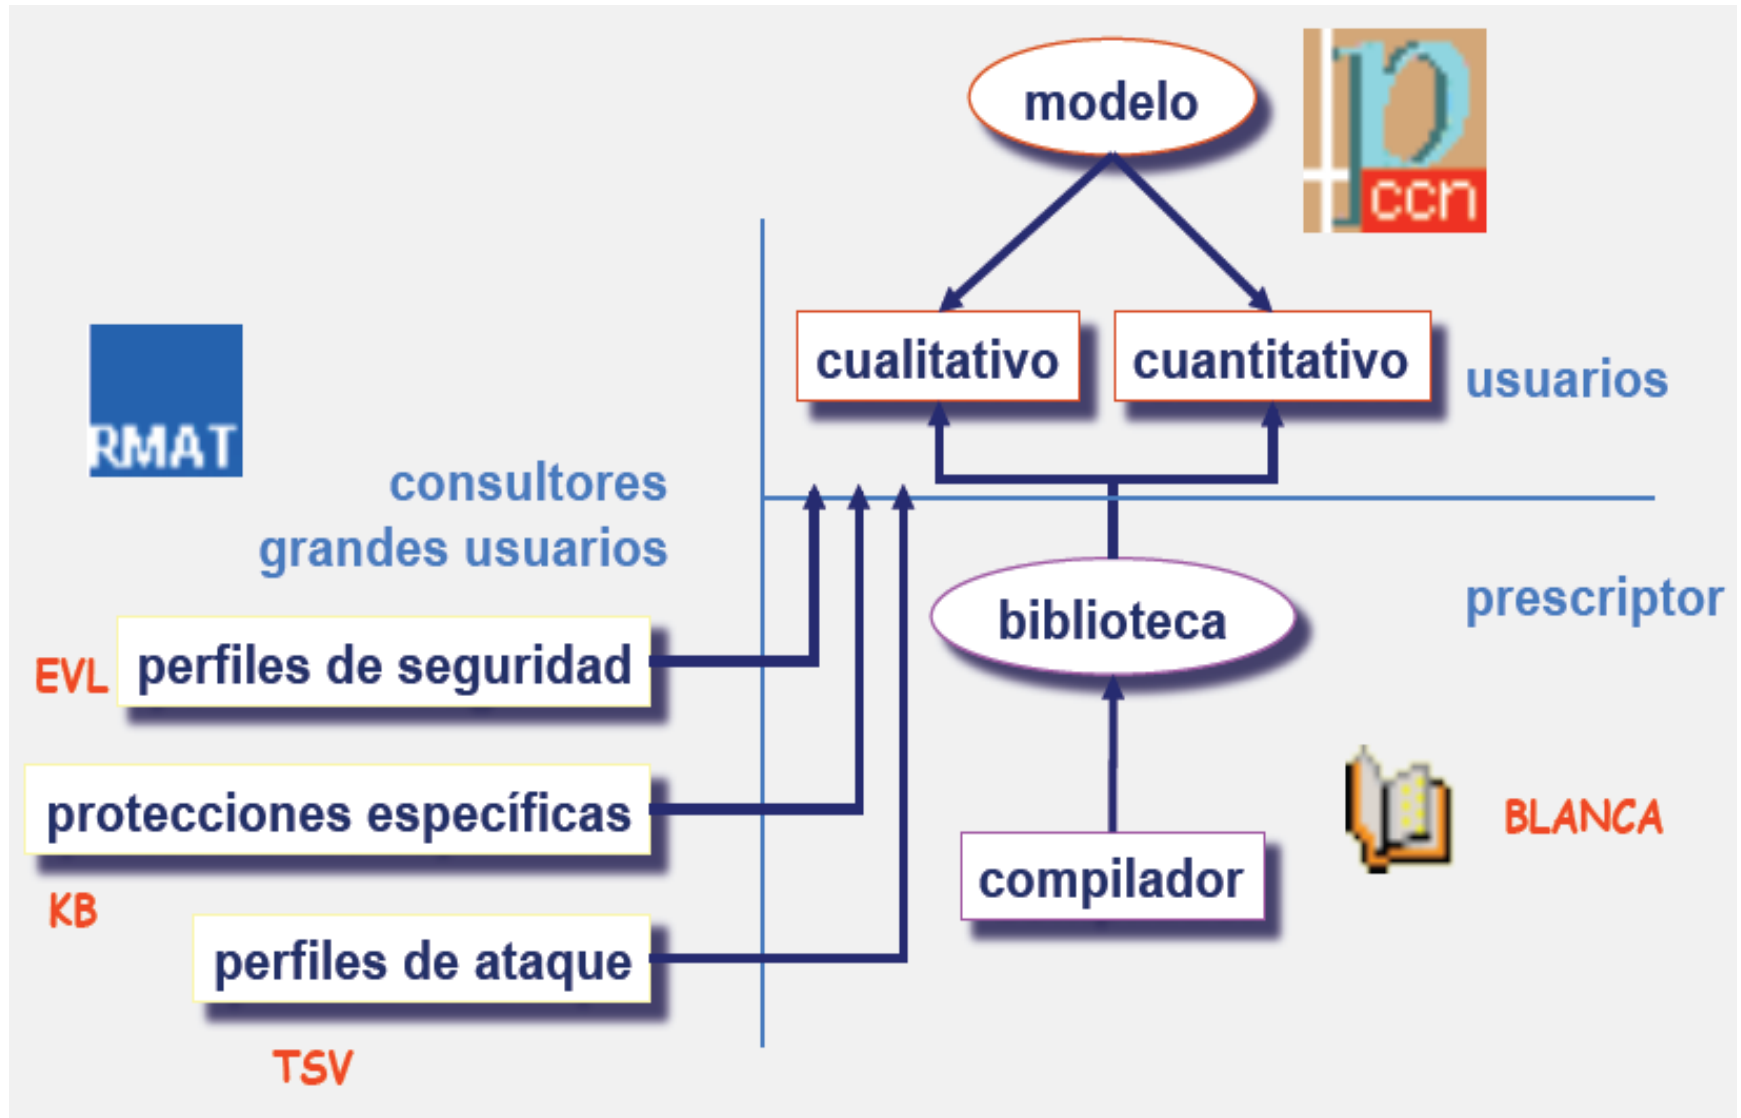 modelo
p
ccn
cualitativo
cuantitativo
usuarios
RMAT
consultores
grandes usuarios
prescriptor
biblioteca
EVL
perfiles de seguridad
protecciones específicas
BLANCA
compilador
KB
perfiles de ataque
TSV